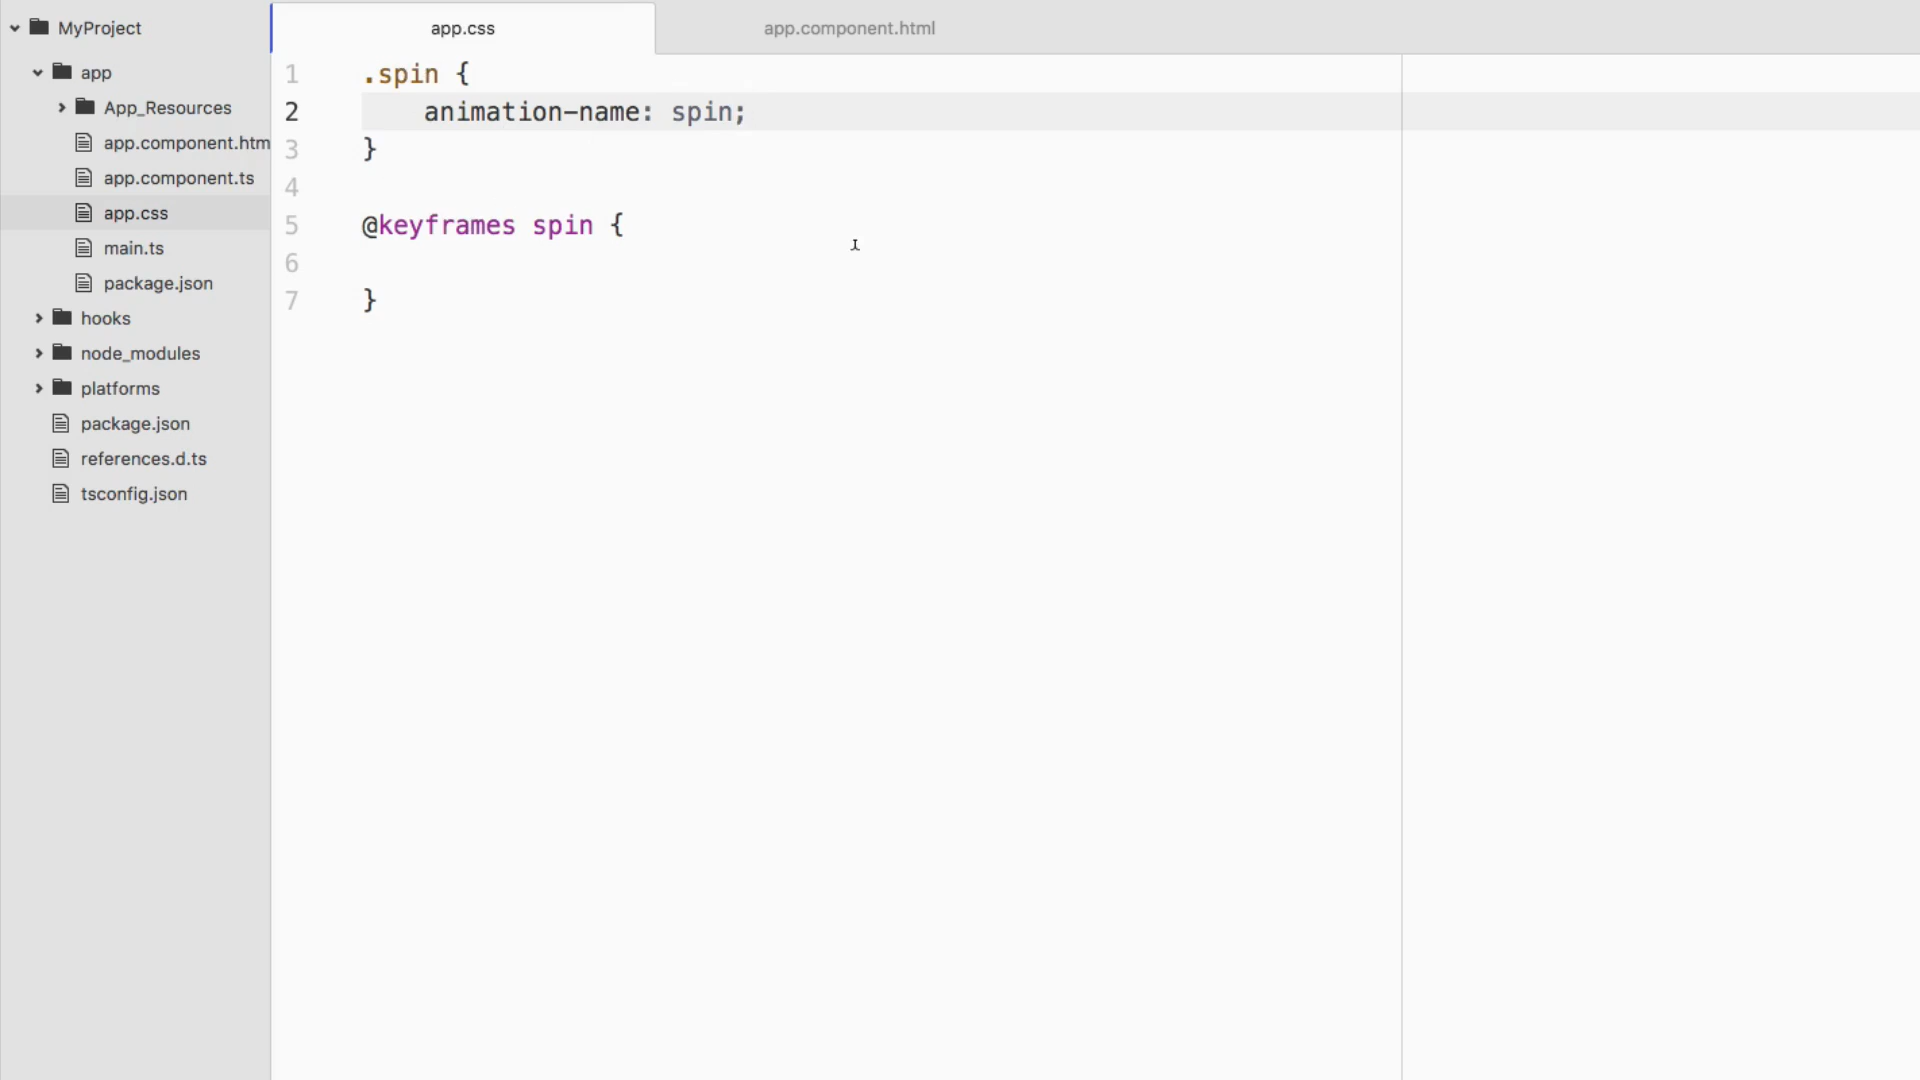 MyProject
app
App_Resources
app.component.htm
app.component.ts
app.css
main.ts
package.json
hooks
node_modules
platforms
package.json
references.d.ts
tsconfig.json
app.css
app.component.html
1 .spin {
2 animation-name: spin;
3 }
4
5 @keyframes spin {
6
7 }